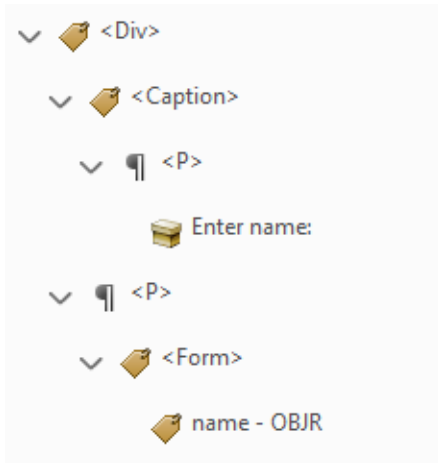 <Div>
<Caption>
<P>
Enter name:
<P>
<Form>
name - OBJR